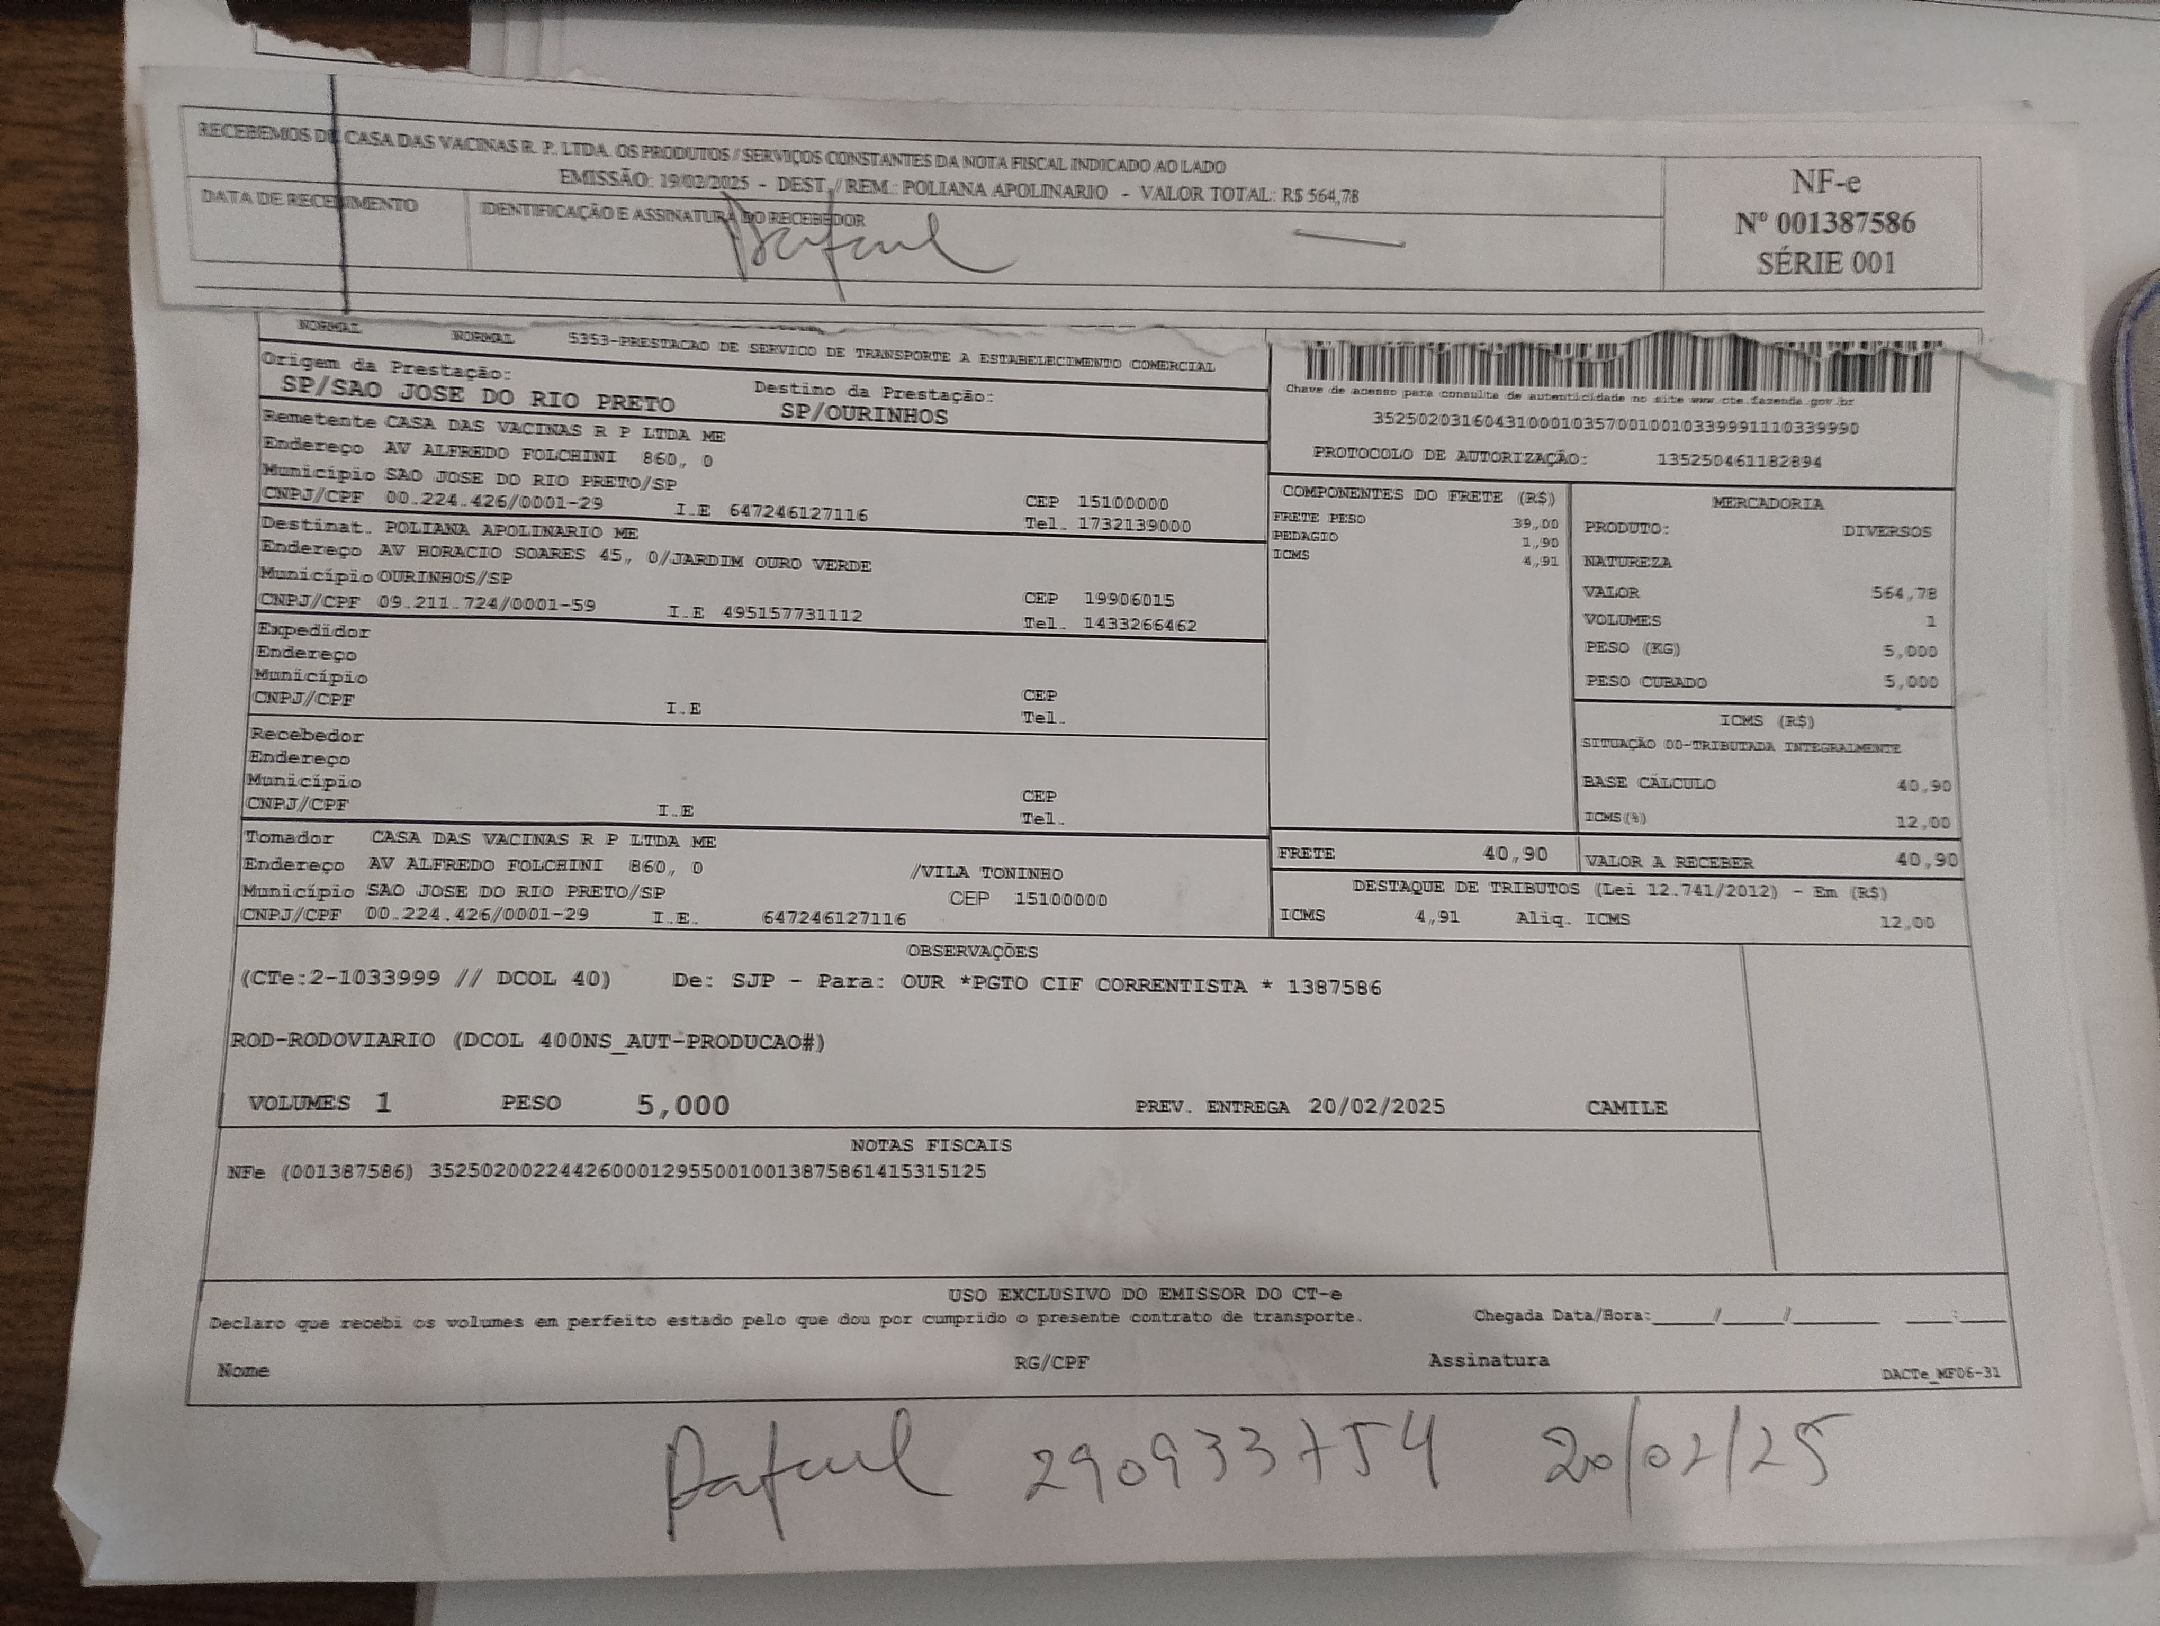 RECEBEMOS DE CASA DAS VACINAS R. P. LTDA. OS PRODUTOS / SERVIÇOS CONSTANTES DA NOTA FISCAL INDICADO AO LADO
EMISSÃO: 19/02/2025 - DEST. / REM.: POLIANA APOLINARIO - VALOR TOTAL: R$ 564,78
DATA DE RECEBIMENTO
IDENTIFICAÇÃO E ASSINATURA DO RECEBEDOR
Rafael
NF-e
Nº 001387586
SÉRIE 001
NORMAL NORMAL 5353-PRESTACAO DE SERVICO DE TRANSPORTE A ESTABELECIMENTO COMERCIAL
Origem da Prestação: Destino da Prestação:
SP/SAO JOSE DO RIO PRETO SP/OURINHOS
Remetente CASA DAS VACINAS R P LTDA ME
Endereço AV ALFREDO FOLCHINI 860, 0
Município SAO JOSE DO RIO PRETO/SP CEP 15100000
CNPJ/CPF 00.224.426/0001-29 I.E 647246127116 Tel. 1732139000
Destinat. POLIANA APOLINARIO ME
Endereço AV HORACIO SOARES 45, 0/JARDIM OURO VERDE
Município OURINHOS/SP CEP 19906015
CNPJ/CPF 09.211.724/0001-59 I.E 495157731112 Tel. 1433266462
Expedidor
Endereço
Município CEP
CNPJ/CPF I.E Tel.
Recebedor
Endereço
Município CEP
CNPJ/CPF I.E Tel.
Tomador CASA DAS VACINAS R P LTDA ME
Endereço AV ALFREDO FOLCHINI 860, 0 /VILA TONINHO
Município SAO JOSE DO RIO PRETO/SP CEP 15100000
CNPJ/CPF 00.224.426/0001-29 I.E. 647246127116
Chave de acesso para consulta de autenticidade no site www.cte.fazenda.gov.br
35250203160431000103570010010339991110339990
PROTOCOLO DE AUTORIZAÇÃO: 135250461182894
COMPONENTES DO FRETE (R$)
FRETE PESO 39,00
PEDAGIO 1,90
ICMS 4,91
MERCADORIA
PRODUTO: DIVERSOS
NATUREZA
VALOR 564,78
VOLUMES 1
PESO (KG) 5,000
PESO CUBADO 5,000
ICMS (R$)
SITUAÇÃO 00-TRIBUTADA INTEGRALMENTE
BASE CÁLCULO 40,90
ICMS(%) 12,00
FRETE 40,90 VALOR A RECEBER 40,90
DESTAQUE DE TRIBUTOS (Lei 12.741/2012) - Em (R$)
ICMS 4,91 Aliq. ICMS 12,00
OBSERVAÇÕES
(CTe:2-1033999 // DCOL 40) De: SJP - Para: OUR *PGTO CIF CORRENTISTA * 1387586
ROD-RODOVIARIO (DCOL 400NS_AUT-PRODUCAO#)
VOLUMES 1 PESO 5,000 PREV. ENTREGA 20/02/2025 CAMILE
NOTAS FISCAIS
NFe (001387586) 35250200224426000129550010013875861415315125
USO EXCLUSIVO DO EMISSOR DO CT-e
Declaro que recebi os volumes em perfeito estado pelo que dou por cumprido o presente contrato de transporte. Chegada Data/Hora:_____/_____/_______ ____:____
Nome RG/CPF Assinatura DACTe_MF06-31
Rafael 290933754 20/02/25